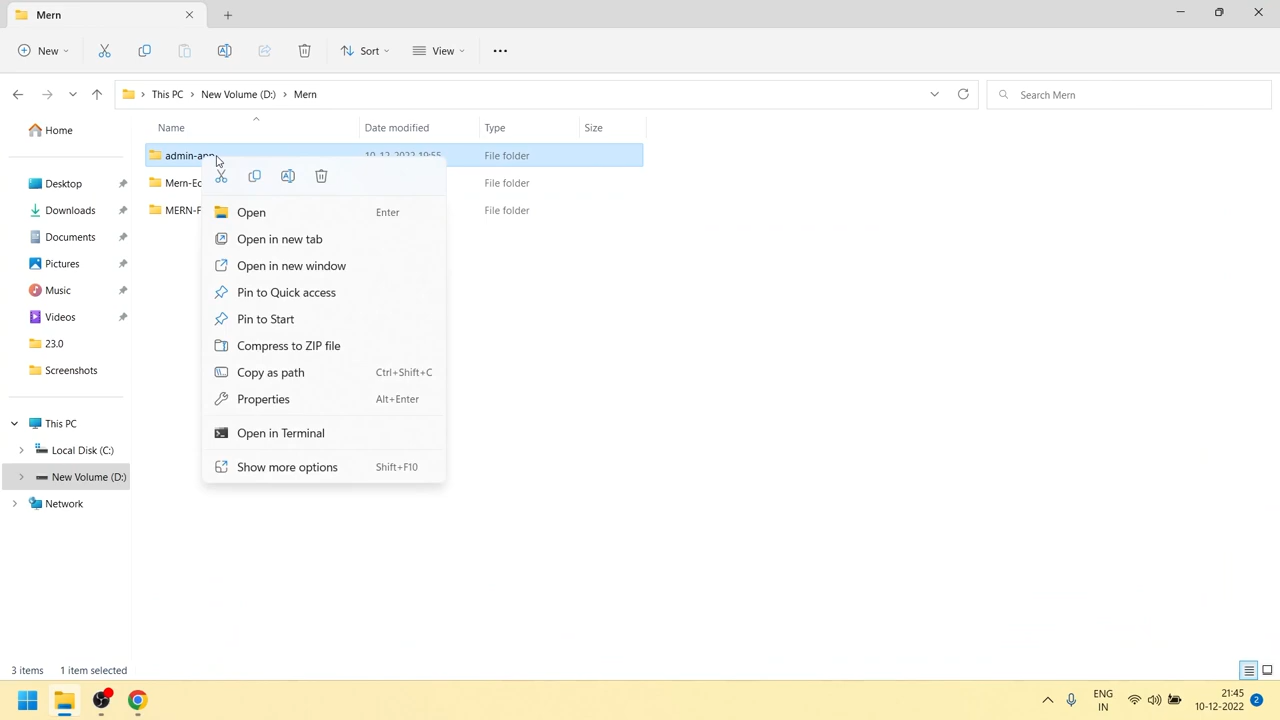 Mern
New
Sort
View
This PC
New Volume (D:)
Mern
Search Mern
Name
Date modified
Type
Size
Home
Desktop
Downloads
Documents
Pictures
Music
Videos
23.0
Screenshots
This PC
Local Disk (C:)
New Volume (D:)
Network
File folder
File folder
File folder
Open Enter
Open in new tab
Open in new window
Pin to Quick access
Pin to Start
Compress to ZIP file
Copy as path Ctrl+Shift+C
Properties Alt+Enter
Open in Terminal
Show more options Shift+F10
3 items 1 item selected
ENG
IN
21:45
10-12-2022
2